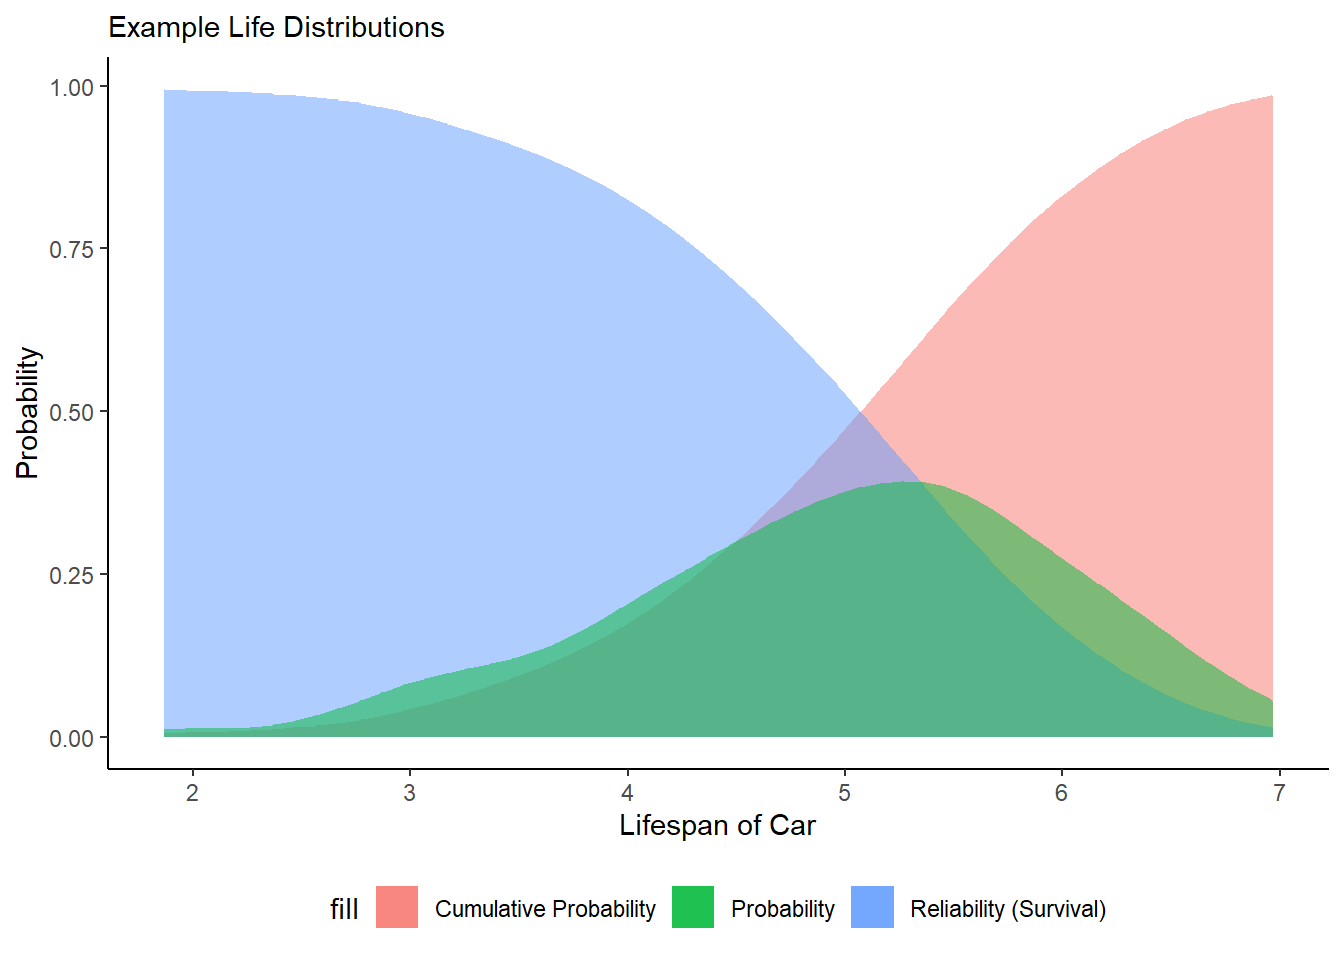 Example Life Distributions
1.00
0.75
0.50
0.25
0.00
Probability
2 3 4 5 6 7
Lifespan of Car
fill Cumulative Probability Probability Reliability (Survival)